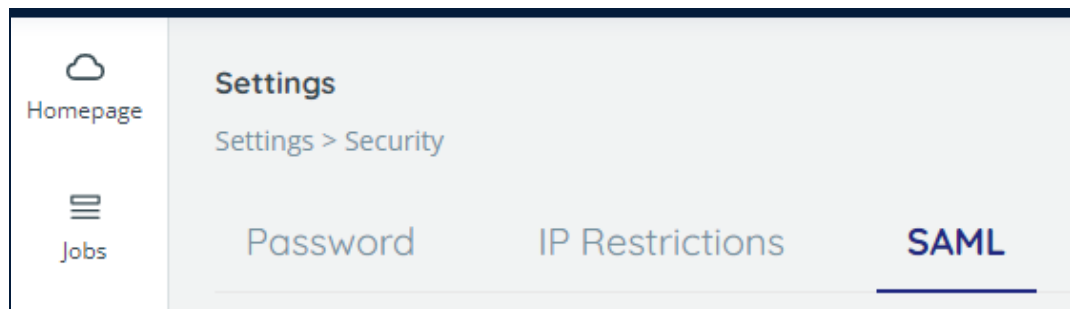 Homepage
Settings
Settings > Security
Jobs
Password IP Restrictions SAML